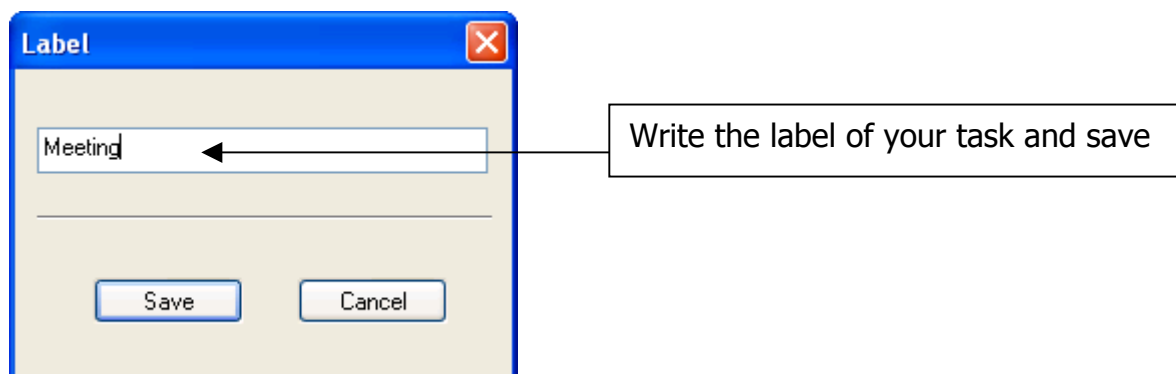 Label
Meeting
Write the label of your task and save
Save
Cancel